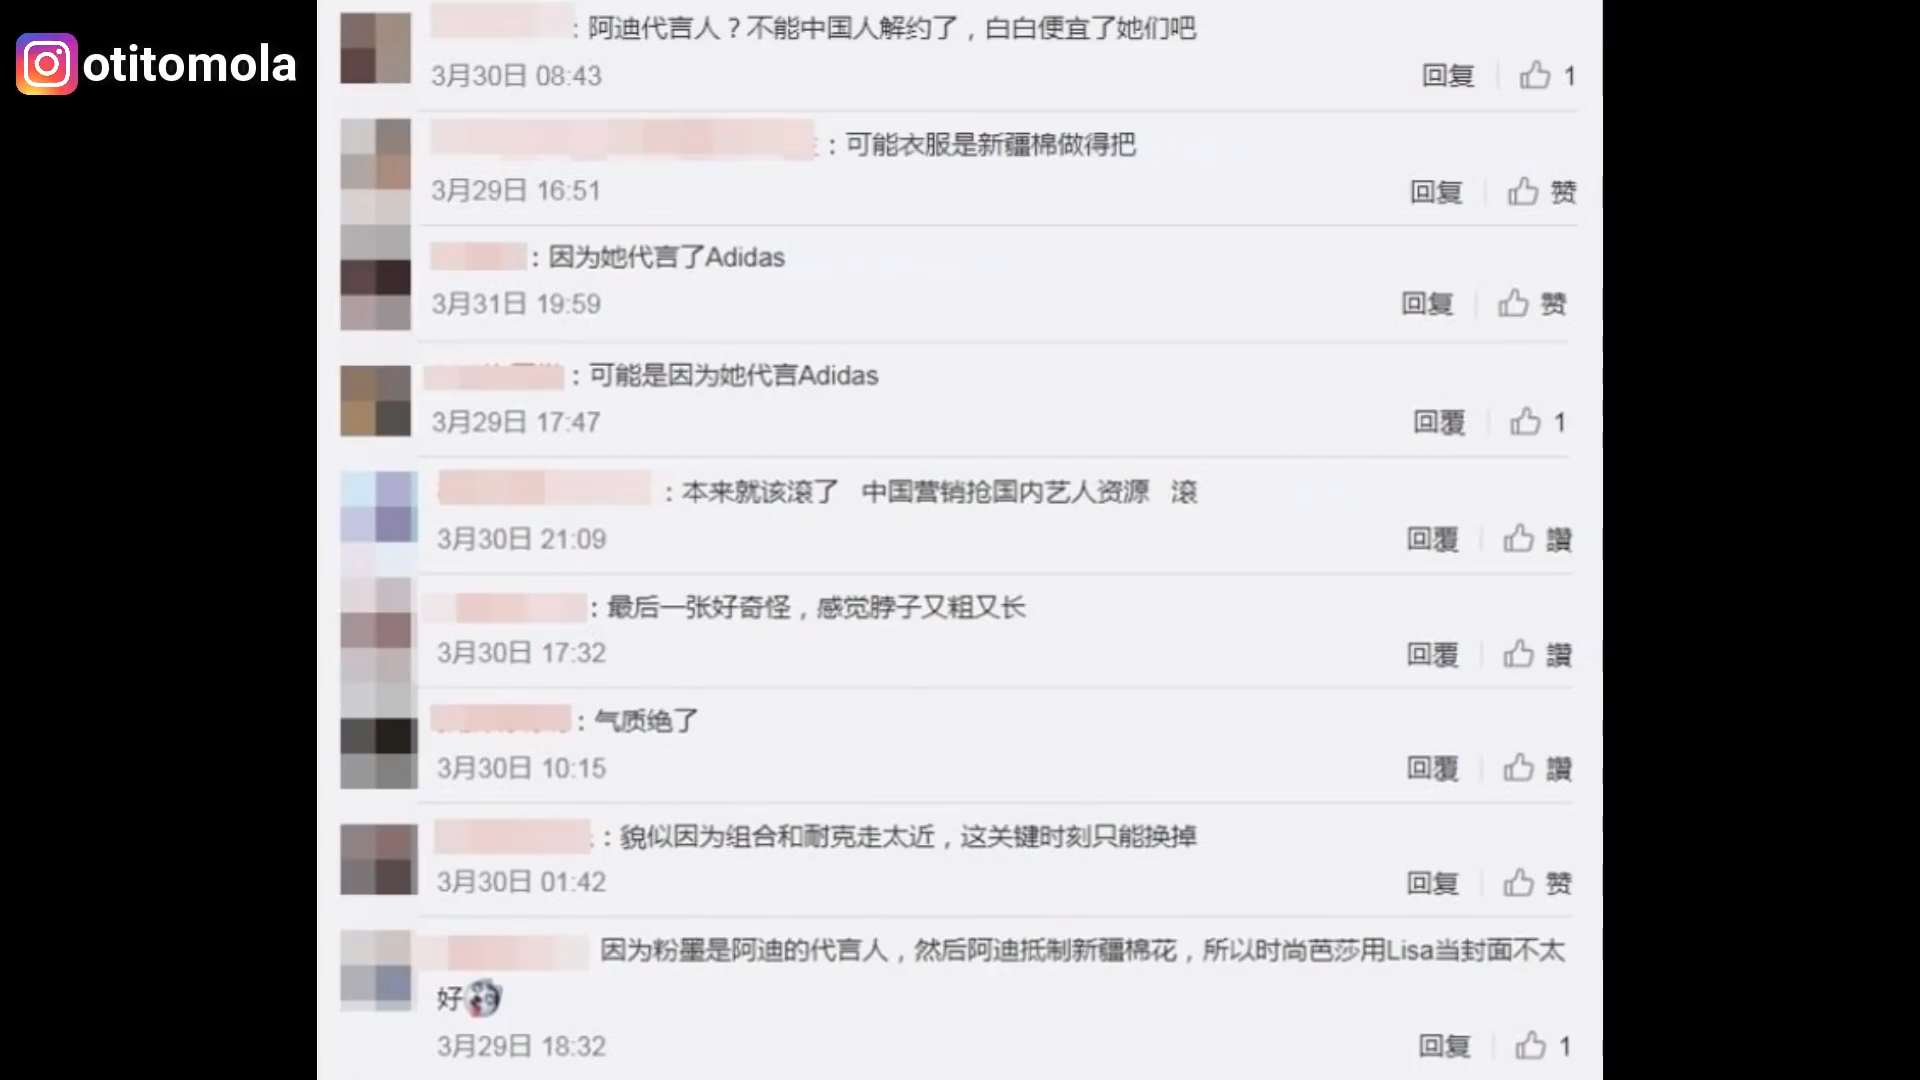 otitomola
: 阿迪代言人？不能中国人解约了，白白便宜了她们吧
3月30日 08:43
回复 1
: 可能衣服是新疆棉做得把
3月29日 16:51
回复 赞
: 因为她代言了Adidas
3月31日 19:59
回复 赞
: 可能是因为她代言Adidas
3月29日 17:47
回覆 1
: 本来就该滚了 中国营销抢国内艺人资源 滚
3月30日 21:09
回覆 讚
: 最后一张好奇怪，感觉脖子又粗又长
3月30日 17:32
回覆 讚
: 气质绝了
3月30日 10:15
回覆 讚
: 貌似因为组合和耐克走太近，这关键时刻只能换掉
3月30日 01:42
回复 赞
因为粉墨是阿迪的代言人，然后阿迪抵制新疆棉花，所以时尚芭莎用Lisa当封面不太
好
3月29日 18:32
回复 1